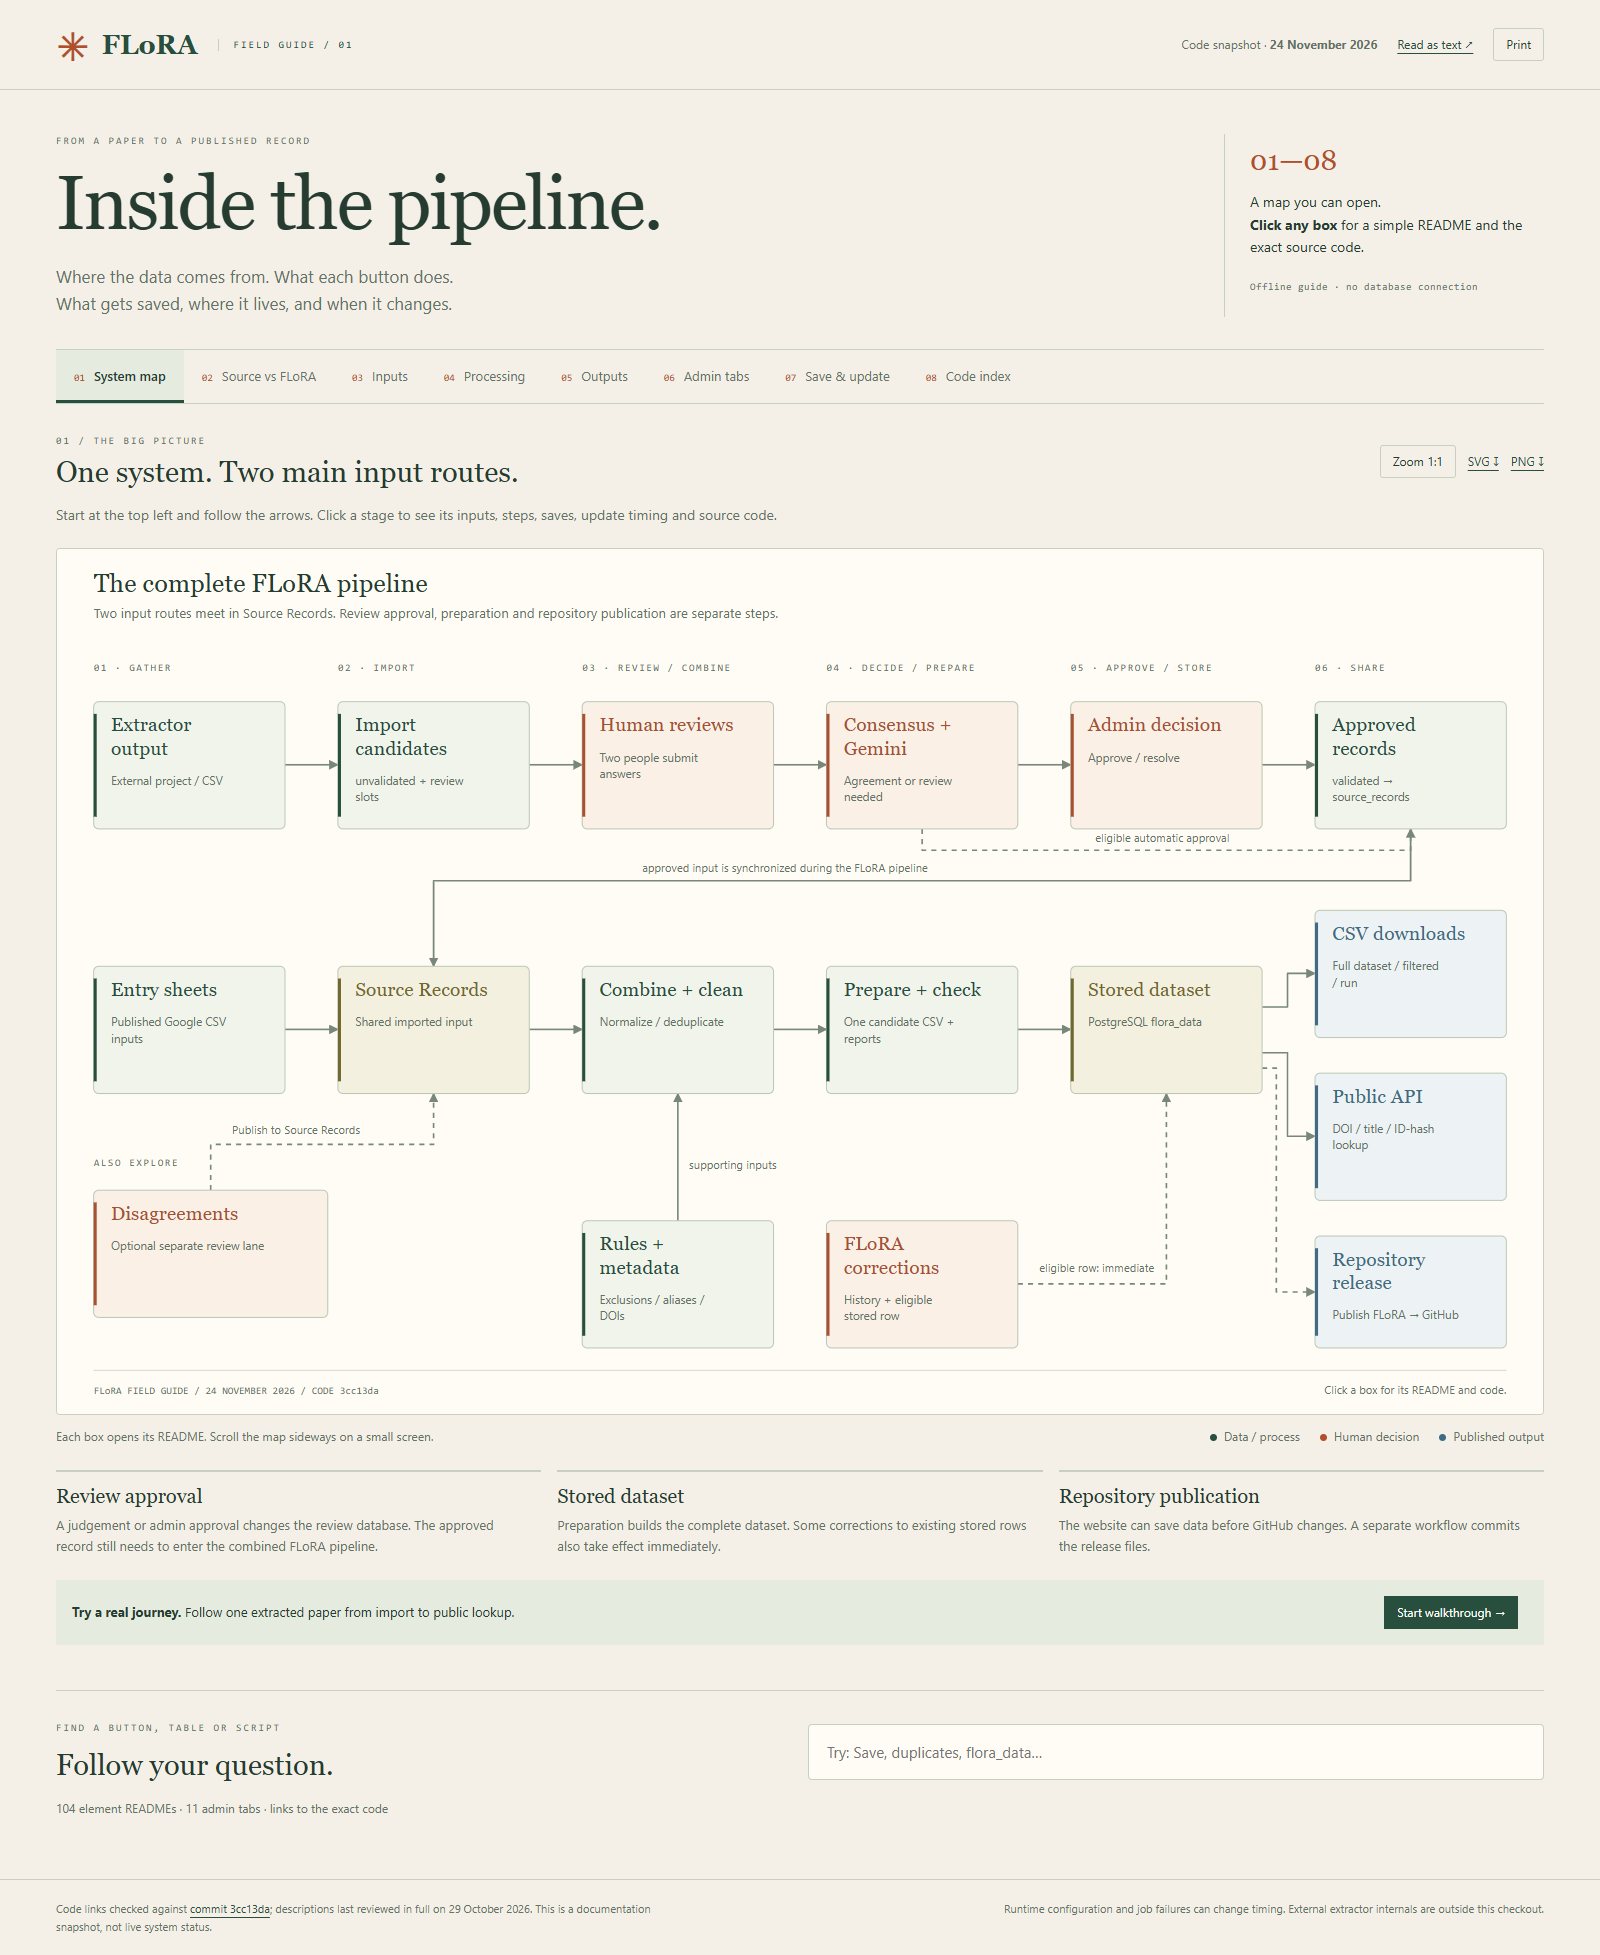 FLoRA
FIELD GUIDE / 01
Code snapshot · 24 November 2026
Read as text ↗
Print
FROM A PAPER TO A PUBLISHED RECORD
Inside the pipeline.
Where the data comes from. What each button does.
What gets saved, where it lives, and when it changes.
01—08
A map you can open.
Click any box for a simple README and the
exact source code.
Offline guide · no database connection
01 System map
02 Source vs FLoRA
03 Inputs
04 Processing
05 Outputs
06 Admin tabs
07 Save & update
08 Code index
01 / THE BIG PICTURE
One system. Two main input routes.
Start at the top left and follow the arrows. Click a stage to see its inputs, steps, saves, update timing and source code.
Zoom 1:1
SVG ↧
PNG ↧
The complete FLoRA pipeline
Two input routes meet in Source Records. Review approval, preparation and repository publication are separate steps.
01 · GATHER
02 · IMPORT
03 · REVIEW / COMBINE
04 · DECIDE / PREPARE
05 · APPROVE / STORE
06 · SHARE
Extractor
output
External project / CSV
Import
candidates
unvalidated + review
slots
Human reviews
Two people submit
answers
Consensus +
Gemini
Agreement or review
needed
Admin decision
Approve / resolve
Approved
records
validated →
source_records
eligible automatic approval
approved input is synchronized during the FLoRA pipeline
Entry sheets
Published Google CSV
inputs
Source Records
Shared imported input
Combine + clean
Normalize / deduplicate
Prepare + check
One candidate CSV +
reports
Stored dataset
PostgreSQL flora_data
CSV downloads
Full dataset / filtered
/ run
Public API
DOI / title / ID-hash
lookup
Publish to Source Records
ALSO EXPLORE
supporting inputs
Disagreements
Optional separate review lane
Rules +
metadata
Exclusions / aliases /
DOIs
FLoRA
corrections
History + eligible
stored row
eligible row: immediate
Repository
release
Publish FLoRA → GitHub
FLoRA FIELD GUIDE / 24 NOVEMBER 2026 / CODE 3cc13da
Click a box for its README and code.
Each box opens its README. Scroll the map sideways on a small screen.
Data / process
Human decision
Published output
Review approval
A judgement or admin approval changes the review database. The approved
record still needs to enter the combined FLoRA pipeline.
Stored dataset
Preparation builds the complete dataset. Some corrections to existing stored rows
also take effect immediately.
Repository publication
The website can save data before GitHub changes. A separate workflow commits
the release files.
Try a real journey. Follow one extracted paper from import to public lookup.
Start walkthrough →
FIND A BUTTON, TABLE OR SCRIPT
Follow your question.
104 element READMEs · 11 admin tabs · links to the exact code
Try: Save, duplicates, flora_data...
Code links checked against commit 3cc13da; descriptions last reviewed in full on 29 October 2026. This is a documentation
snapshot, not live system status.
Runtime configuration and job failures can change timing. External extractor internals are outside this checkout.